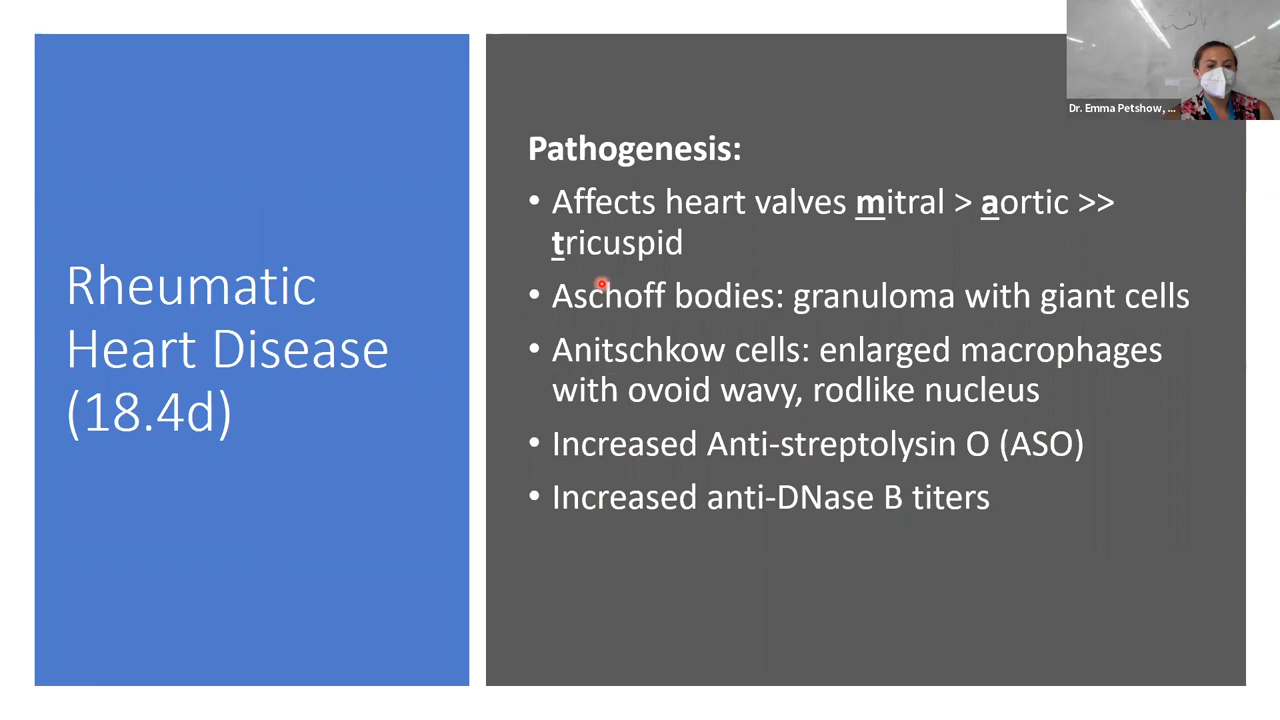 Dr. Emma Petshow, ...
Rheumatic
Heart Disease
(18.4d)
Pathogenesis:
• Affects heart valves mitral > aortic >>
tricuspid
• Aschoff bodies: granuloma with giant cells
• Anitschkow cells: enlarged macrophages
with ovoid wavy, rodlike nucleus
• Increased Anti-streptolysin O (ASO)
• Increased anti-DNase B titers